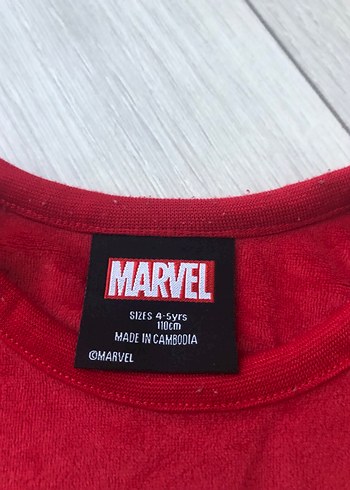 MARVEL
SIZES 4-5yrs
110cm
MADE IN CAMBODIA
©MARVEL